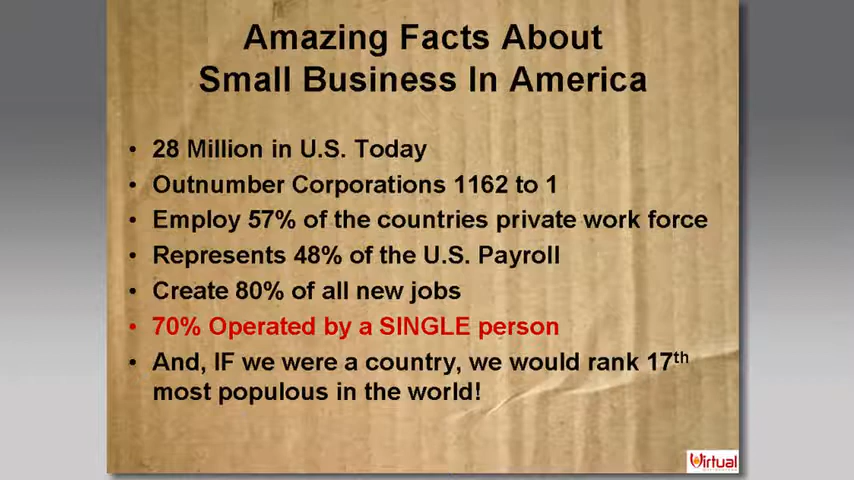 Amazing Facts About
Small Business In America
• 28 Million in U.S. Today
• Outnumber Corporations 1162 to 1
• Employ 57% of the countries private work force
• Represents 48% of the U.S. Payroll
• Create 80% of all new jobs
• 70% Operated by a SINGLE person
• And, IF we were a country, we would rank 17th
most populous in the world!
Virtual